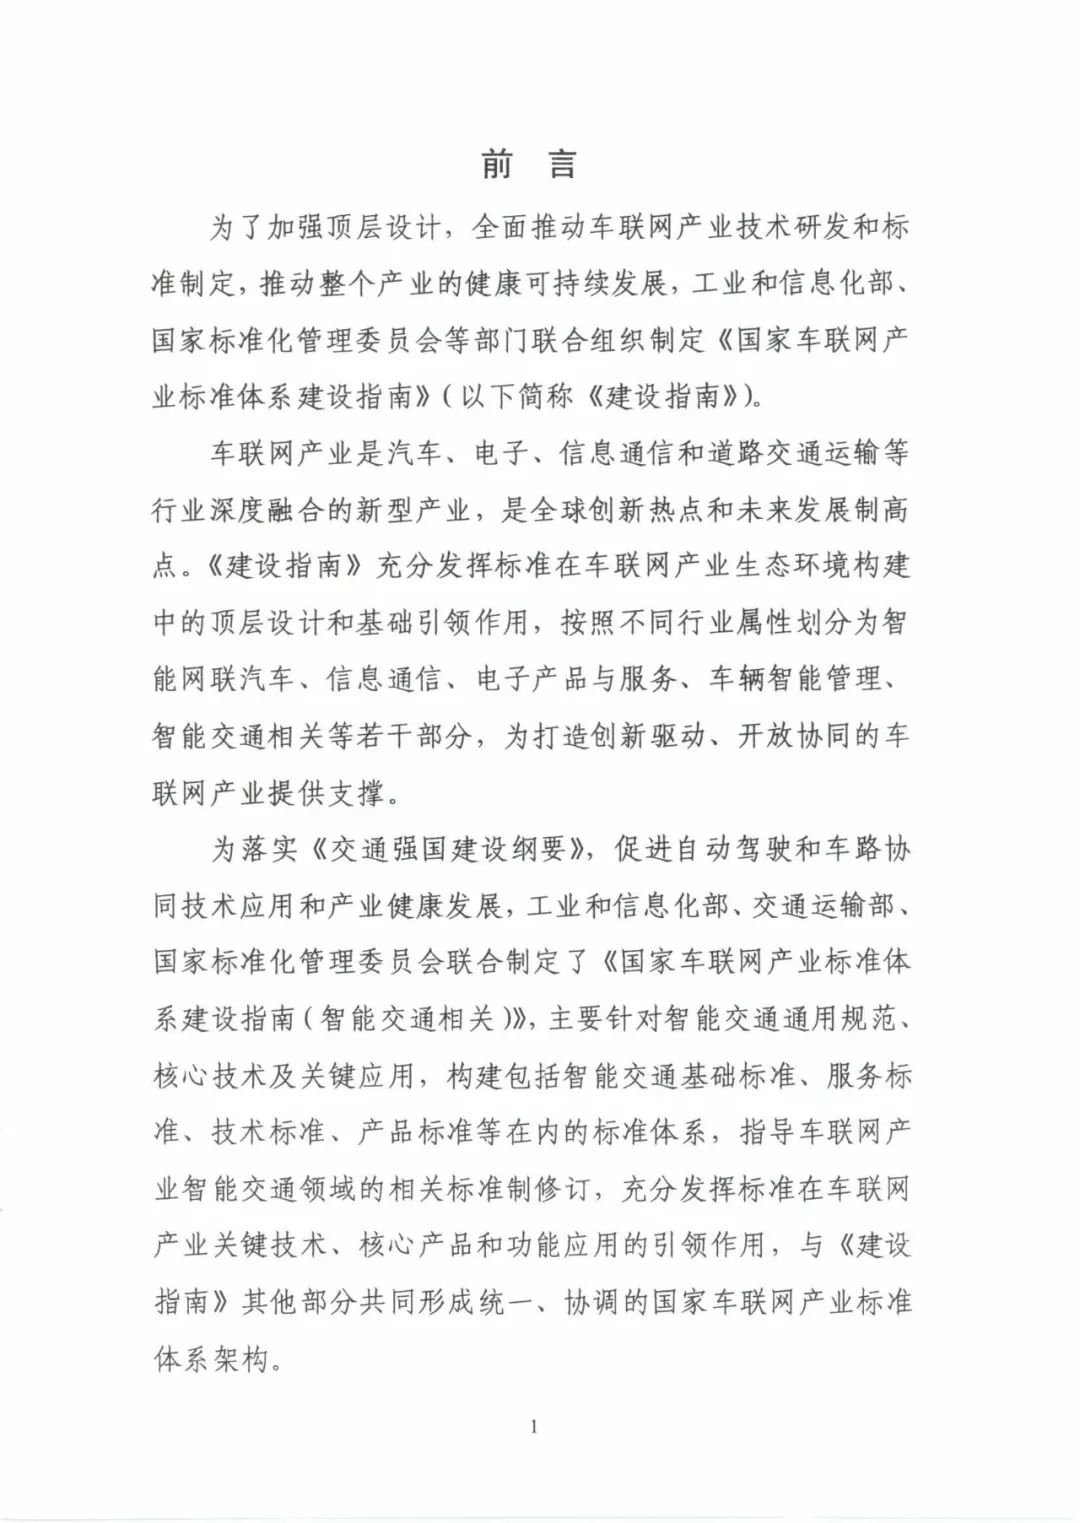 前 言
为了加强顶层设计，全面推动车联网产业技术研发和标
准制定，推动整个产业的健康可持续发展，工业和信息化部、
国家标准化管理委员会等部门联合组织制定《国家车联网产
业标准体系建设指南》（以下简称《建设指南》）。
车联网产业是汽车、电子、信息通信和道路交通运输等
行业深度融合的新型产业，是全球创新热点和未来发展制高
点。《建设指南》充分发挥标准在车联网产业生态环境构建
中的顶层设计和基础引领作用，按照不同行业属性划分为智
能网联汽车、信息通信、电子产品与服务、车辆智能管理、
智能交通相关等若干部分，为打造创新驱动、开放协同的车
联网产业提供支撑。
为落实《交通强国建设纲要》，促进自动驾驶和车路协
同技术应用和产业健康发展，工业和信息化部、交通运输部、
国家标准化管理委员会联合制定了《国家车联网产业标准体
系建设指南（智能交通相关）》，主要针对智能交通通用规范、
核心技术及关键应用，构建包括智能交通基础标准、服务标
准、技术标准、产品标准等在内的标准体系，指导车联网产
业智能交通领域的相关标准制修订，充分发挥标准在车联网
产业关键技术、核心产品和功能应用的引领作用，与《建设
指南》其他部分共同形成统一、协调的国家车联网产业标准
体系架构。
1